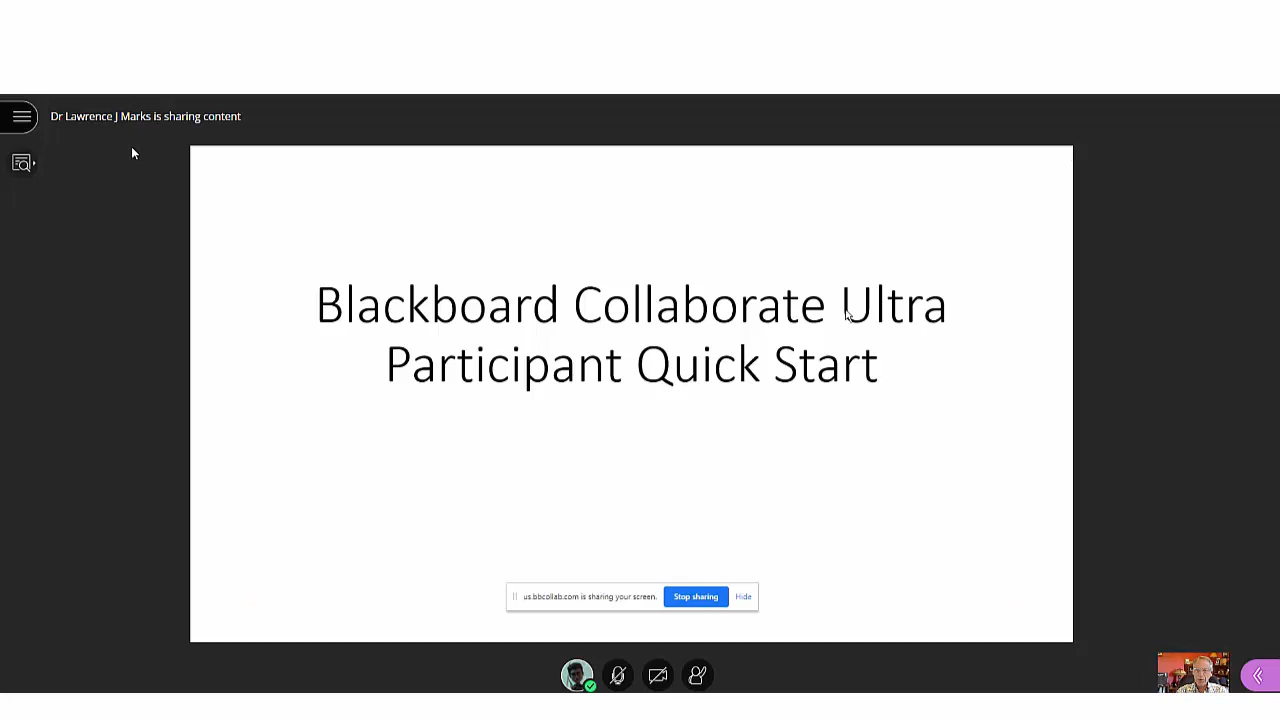 Dr Lawrence J Marks is sharing content
Blackboard Collaborate Ultra
Participant Quick Start
us.bbcollab.com is sharing your screen. Stop sharing Hide